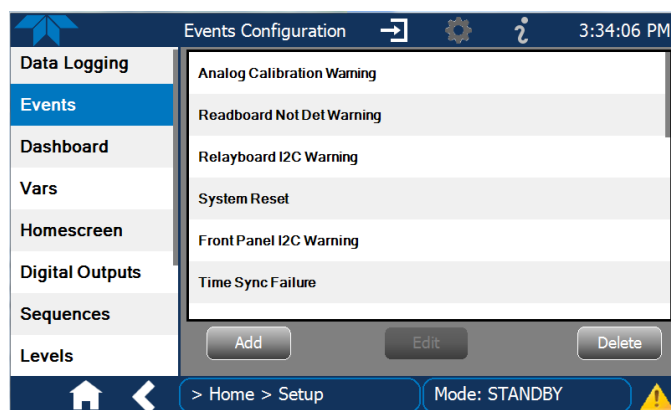 Events Configuration
3:34:06 PM
Data Logging
Events
Dashboard
Vars
Homescreen
Digital Outputs
Sequences
Levels
Analog Calibration Warning
Readboard Not Det Warning
Relayboard I2C Warning
System Reset
Front Panel I2C Warning
Time Sync Failure
Add
Edit
Delete
> Home > Setup
Mode: STANDBY